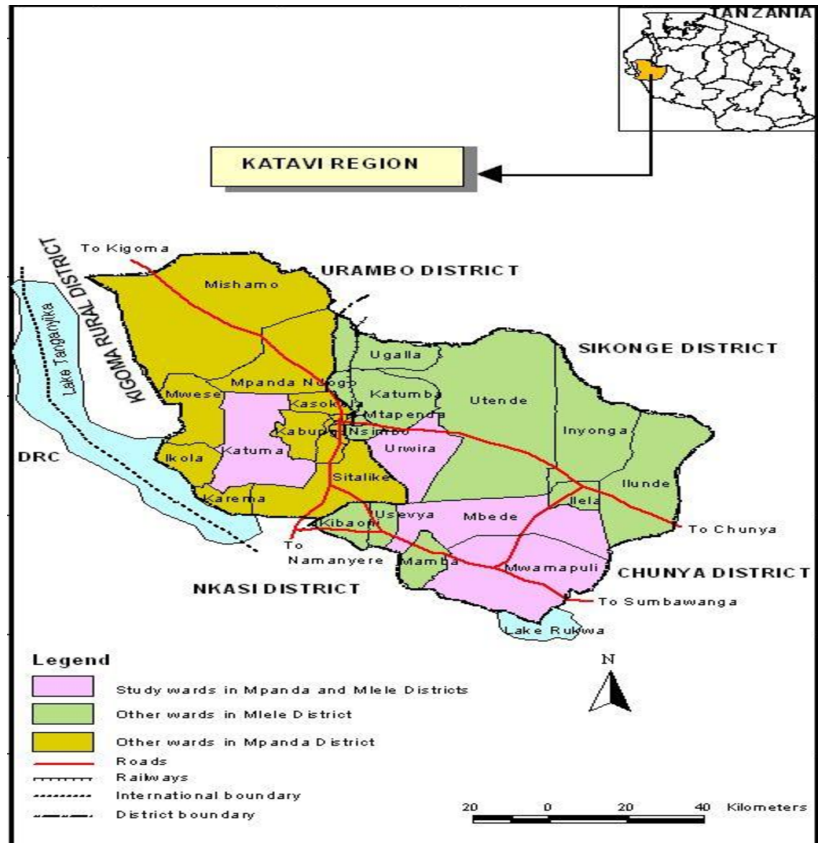 TANZANIA
KATAVI REGION
To Kigoma
KIGOMA RURAL DISTRICT
URAMBO DISTRICT
Mishamo
Lake Tanganyika
Ugalla
SIKONGE DISTRICT
Mpanda Ndogo
Mwese
Katumba
Utende
Kasokola
Mtapenda
Kabungu
Nsimbo
Inyonga
DRC
Ikola
Katuma
Urwira
Sitalike
Ilunde
Ilela
Karema
Usevya
Mbede
Kibaoni
To Chunya
To
Namanyere
Mamba
Mwamapuli
CHUNYA DISTRICT
NKASI DISTRICT
To Sumbawanga
Lake Rukwa
Legend
N
Study wards in Mpanda and Mlele Districts
Other wards in Mlele District
Other wards in Mpanda District
Roads
Railways
International boundary
District boundary
20 0 20 40 Kilometers